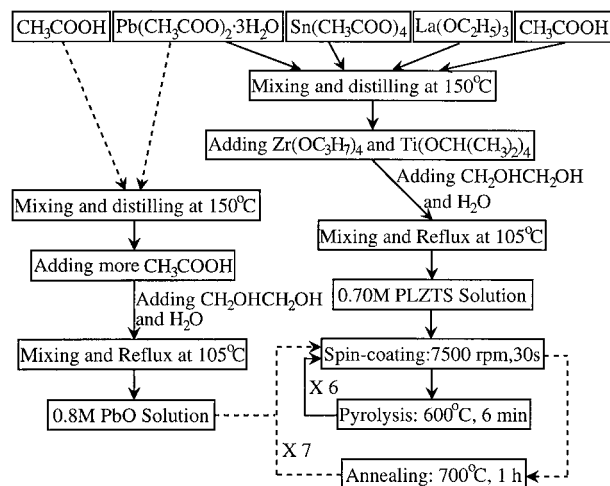 CH₃COOH Pb(CH₃COO)₂·3H₂O Sn(CH₃COO)₄ La(OC₂H₅)₃ CH₃COOH
Mixing and distilling at 150°C
Adding Zr(OC₃H₇)₄ and Ti(OCH(CH₃)₂)₄
Adding CH₂OHCH₂OH
and H₂O
Mixing and Reflux at 105°C
0.70M PLZTS Solution
Mixing and distilling at 150°C
Adding more CH₃COOH
Adding CH₂OHCH₂OH
and H₂O
Mixing and Reflux at 105°C
0.8M PbO Solution
Spin-coating:7500 rpm,30s
X 6
Pyrolysis: 600°C, 6 min
X 7
Annealing: 700°C, 1 h